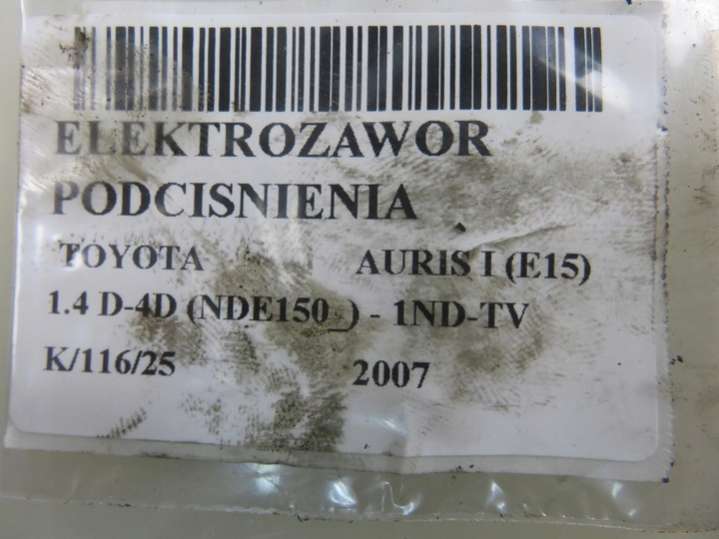 ELEKTROZAWOR
PODCISNIENIA
TOYOTA AURIS I (E15)
1.4 D-4D (NDE150_) - 1ND-TV
K/116/25 2007